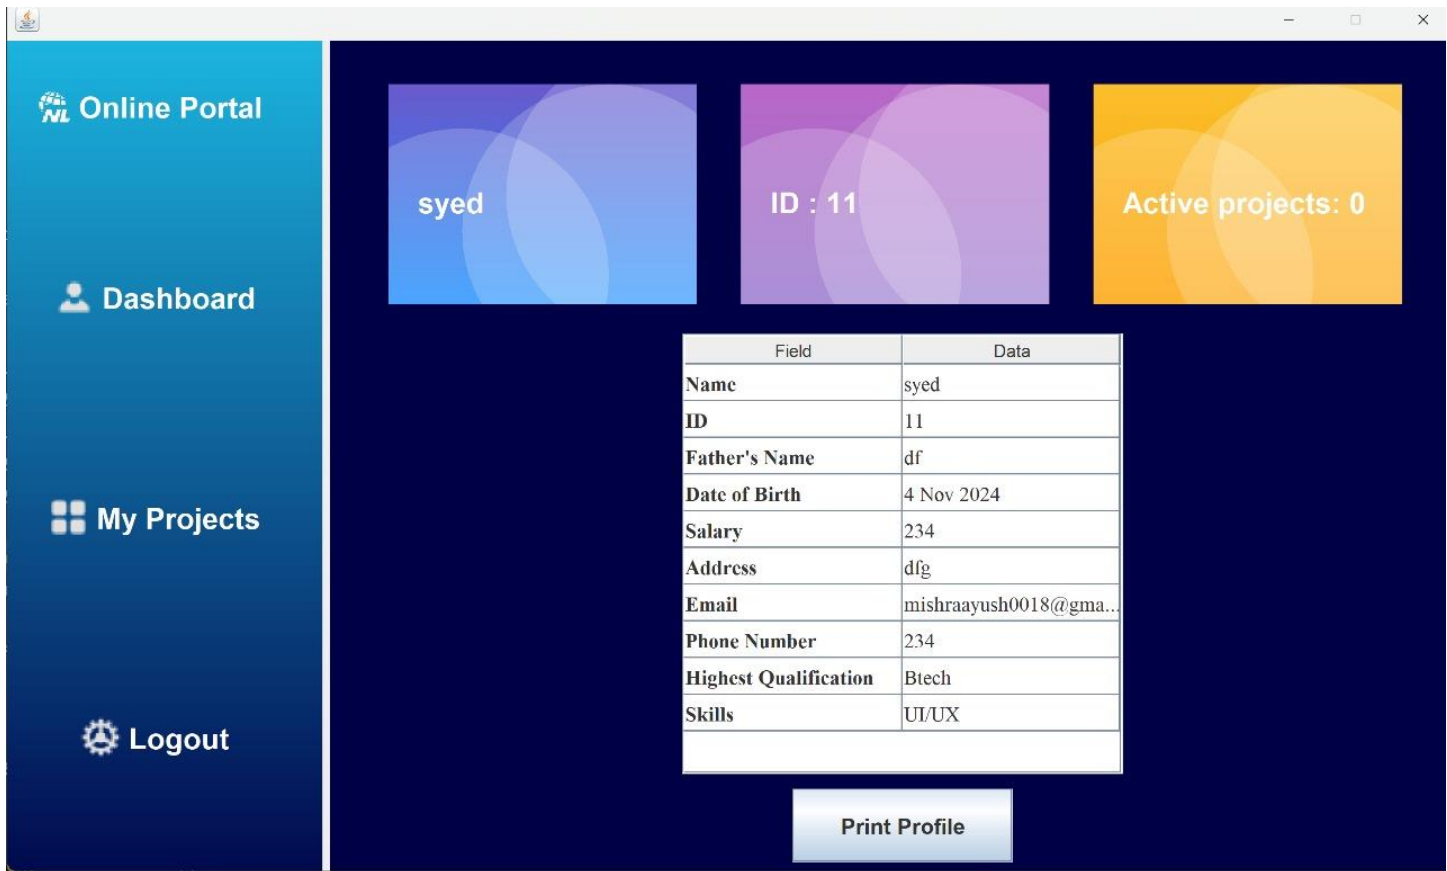 NL Online Portal
Dashboard
My Projects
Logout
syed
ID : 11
Active projects: 0
Field Data
Name syed
ID 11
Father's Name df
Date of Birth 4 Nov 2024
Salary 234
Address dfg
Email mishraayush0018@gma...
Phone Number 234
Highest Qualification Btech
Skills UI/UX
Print Profile